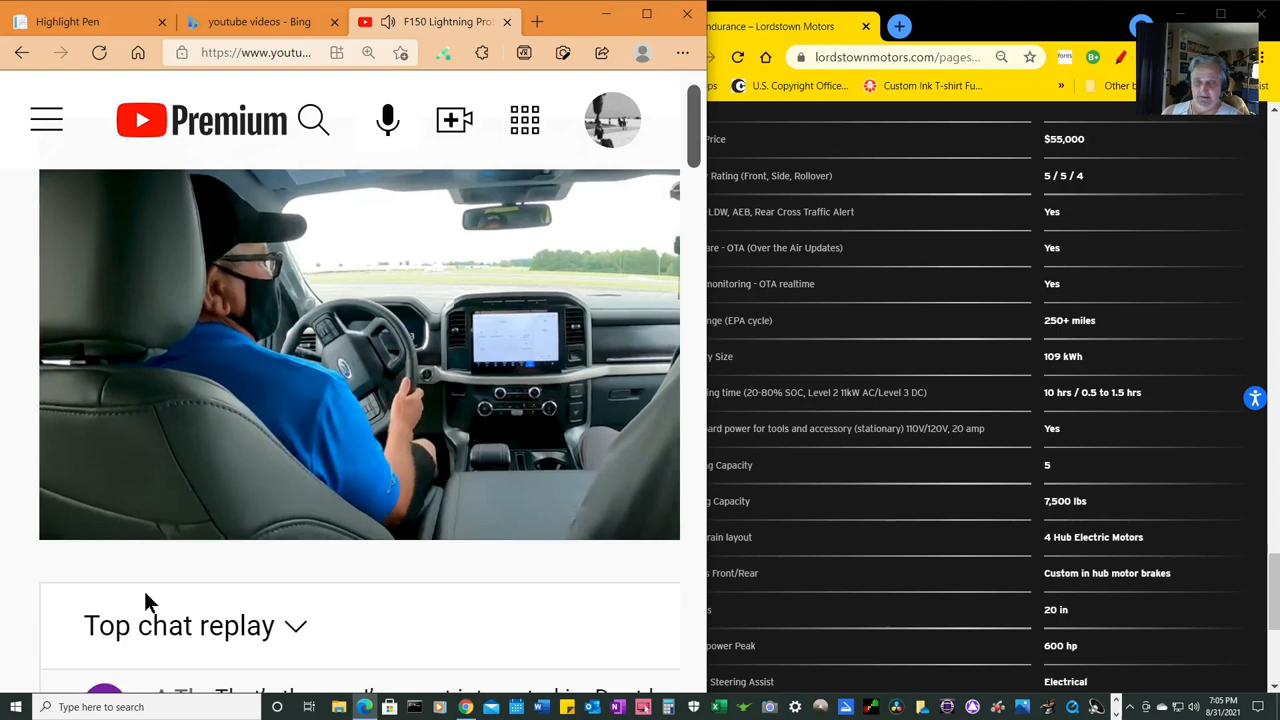 Highlight Pen
youtube videos - Bing
F150 Lightning Pro
https://www.youtu...
Premium
Top chat replay
ndurance – Lordstown Motors
lordstownmotors.com/pages...
fonts
B+
ps
U.S. Copyright Office...
Custom Ink T-shirt Fu...
»
Other b
ist
Price $55,000
y Rating (Front, Side, Rollover) 5 / 5 / 4
-LDW, AEB, Rear Cross Traffic Alert Yes
are - OTA (Over the Air Updates) Yes
monitoring - OTA realtime Yes
nge (EPA cycle) 250+ miles
ry Size 109 kWh
ing time (20-80% SOC, Level 2 11kW AC/Level 3 DC) 10 hrs / 0.5 to 1.5 hrs
ard power for tools and accessory (stationary) 110V/120V, 20 amp Yes
g Capacity 5
g Capacity 7,500 lbs
rain layout 4 Hub Electric Motors
s Front/Rear Custom in hub motor brakes
s 20 in
power Peak 600 hp
Steering Assist Electrical
Type here to search
7:05 PM
8/31/2021